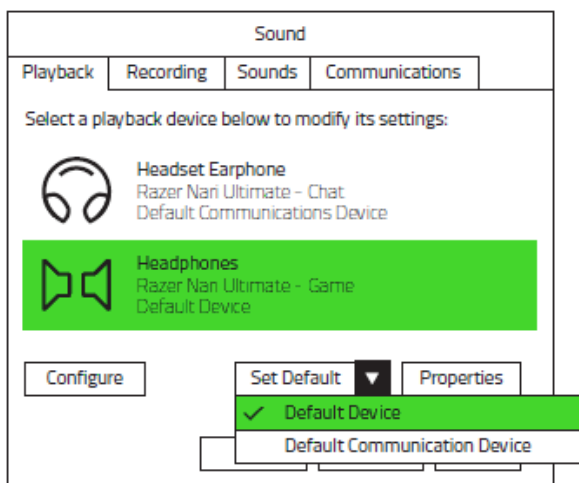 Sound
Playback Recording Sounds Communications
Select a playback device below to modify its settings:
Headset Earphone
Razer Nari Ultimate - Chat
Default Communications Device
Headphones
Razer Nari Ultimate - Game
Default Device
Configure Set Default Properties
Default Device
Default Communication Device